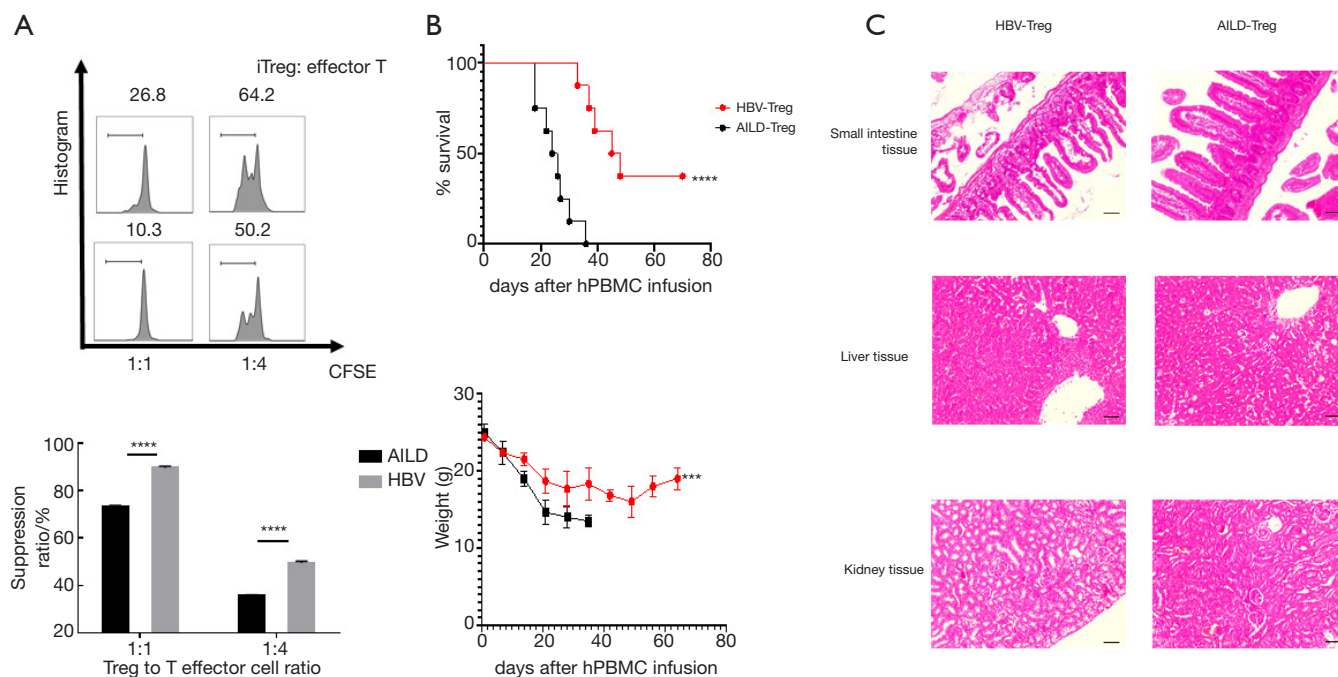 A
iTreg: effector T
26.8
64.2
Histogram
10.3
50.2
1:1
1:4
CFSE
100
80
60
40
20
Suppression
ratio/%
****
****
AILD
HBV
1:1
1:4
Treg to T effector cell ratio
B
100
50
0
% survival
HBV-Treg
AILD-Treg
****
0
20
40
60
80
days after hPBMC infusion
30
20
10
0
Weight (g)
***
0
20
40
60
80
days after hPBMC infusion
C
HBV-Treg
AILD-Treg
Small intestine
tissue
Liver tissue
Kidney tissue